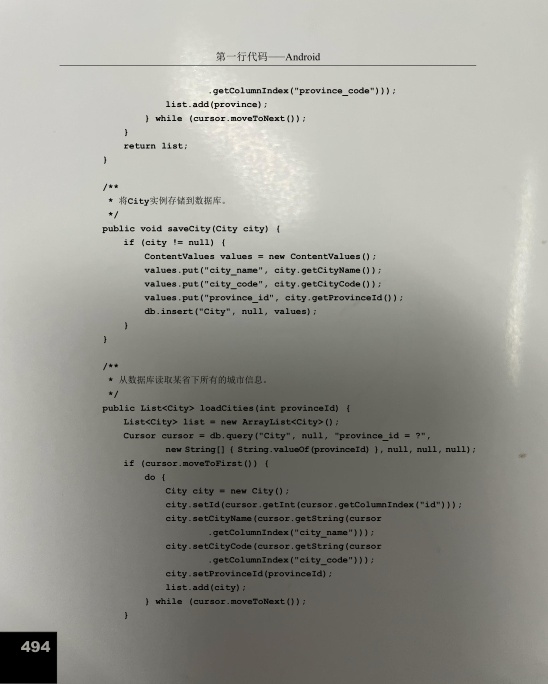 第一行代码——Android
.getColumnIndex("province_code")));
list.add(province);
} while (cursor.moveToNext());
}
return list;
}
/**
* 将City实例存储到数据库。
*/
public void saveCity(City city) {
if (city != null) {
ContentValues values = new ContentValues();
values.put("city_name", city.getCityName());
values.put("city_code", city.getCityCode());
values.put("province_id", city.getProvinceId());
db.insert("City", null, values);
}
}
/**
* 从数据库读取某省下所有的城市信息。
*/
public List<City> loadCities(int provinceId) {
List<City> list = new ArrayList<City>();
Cursor cursor = db.query("City", null, "province_id = ?",
new String[] { String.valueOf(provinceId) }, null, null, null);
if (cursor.moveToFirst()) {
do {
City city = new City();
city.setId(cursor.getInt(cursor.getColumnIndex("id")));
city.setCityName(cursor.getString(cursor
.getColumnIndex("city_name")));
city.setCityCode(cursor.getString(cursor
.getColumnIndex("city_code")));
city.setProvinceId(provinceId);
list.add(city);
} while (cursor.moveToNext());
}
494